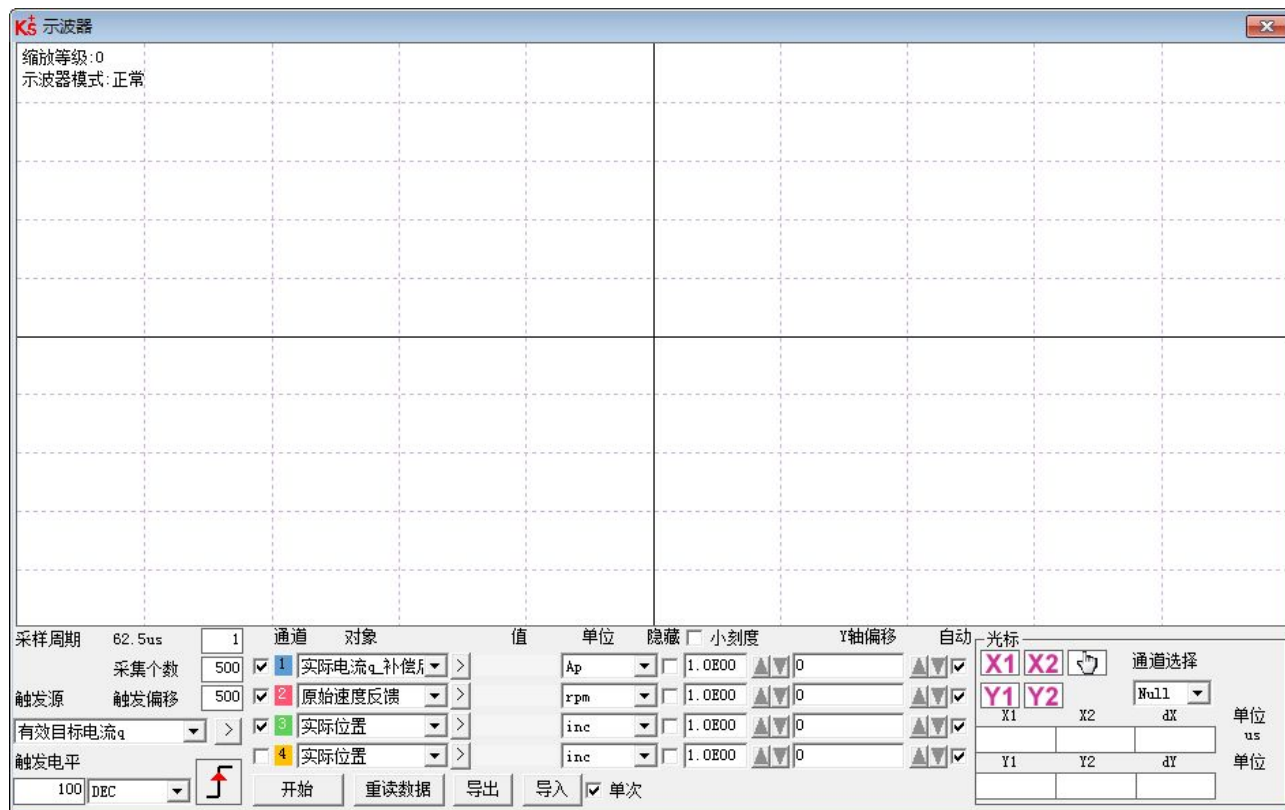 Ks+ 示波器
缩放等级:0
示波器模式:正常
采样周期 62.5us 1 通道 对象 值 单位 隐藏 小刻度 Y轴偏移 自动 光标
采集个数 500 1 实际电流q_补偿后 > Ap 1.0E00 0 X1 X2 通道选择
触发源 触发偏移 500 2 原始速度反馈 > rpm 1.0E00 0 Y1 Y2 Null
有效目标电流q > 3 实际位置 > inc 1.0E00 0 X1 X2 dX 单位 us
触发电平 4 实际位置 > inc 1.0E00 0 Y1 Y2 dY 单位
100 DEC 开始 重读数据 导出 导入 单次